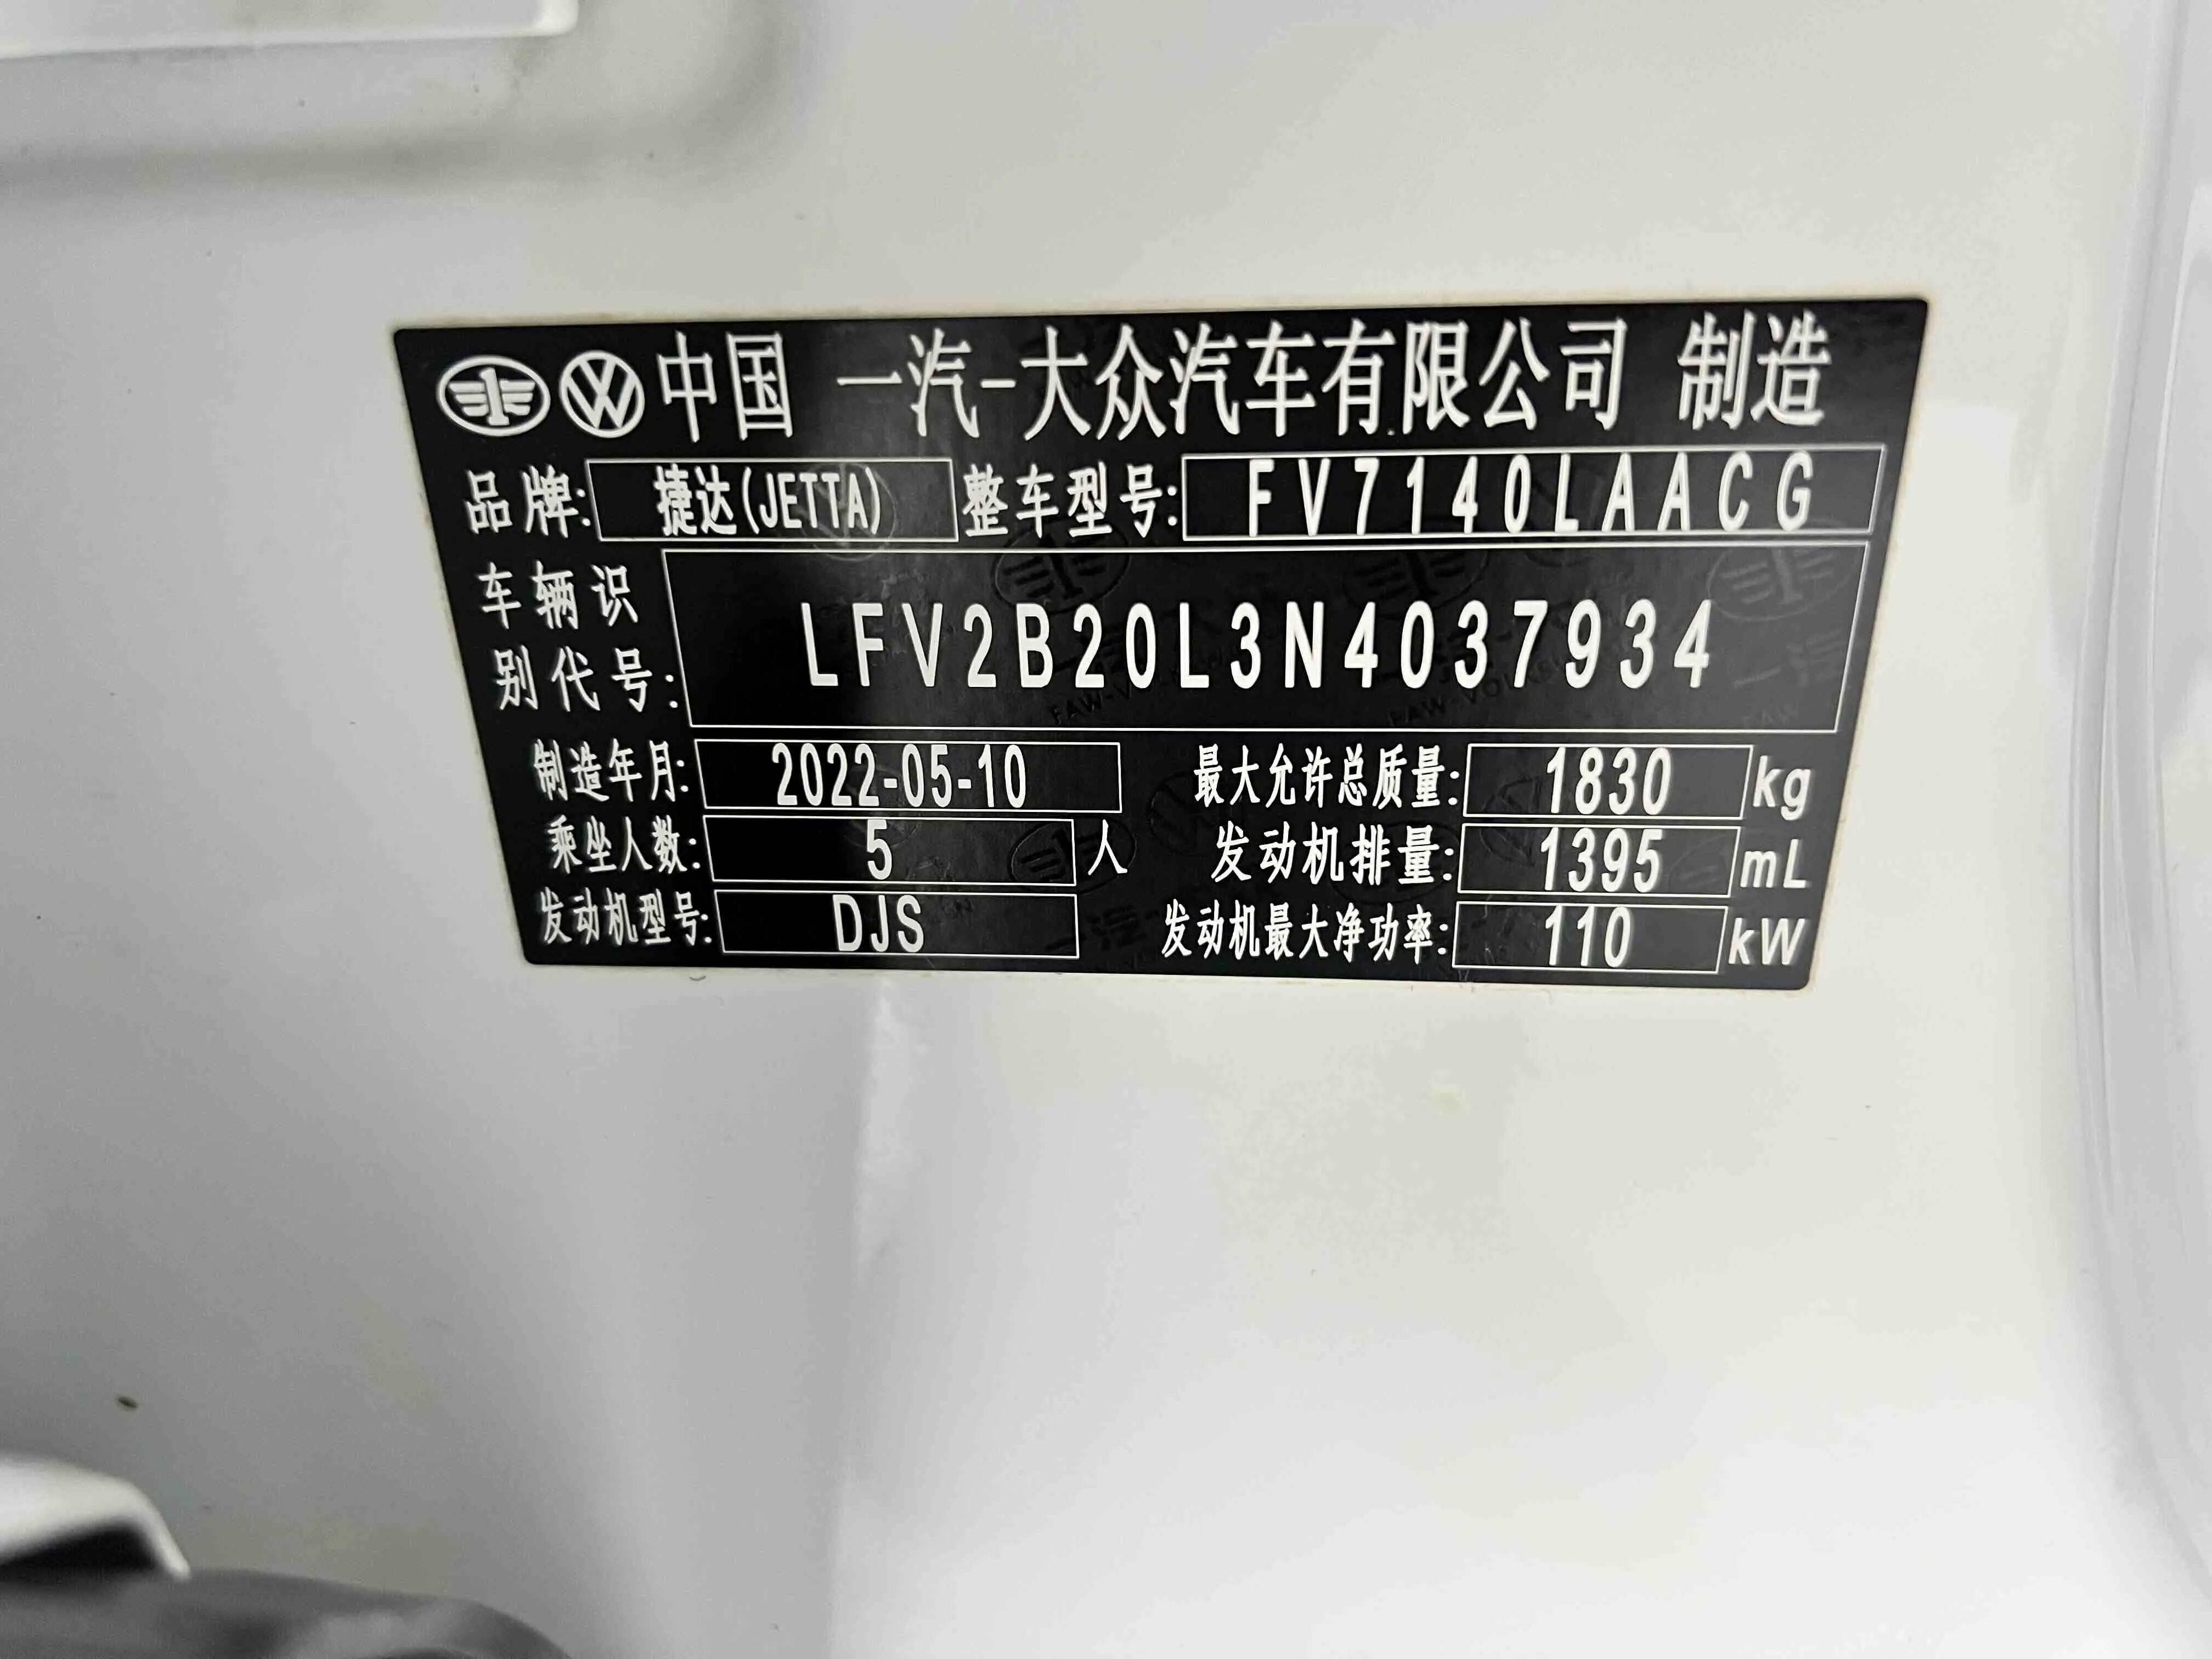 中国 一汽-大众汽车有限公司 制造
品牌: 捷达(JETTA) 整车型号: FV7140LAACG
车辆识
别代号: LFV2B20L3N4037934
制造年月: 2022-05-10 最大允许总质量: 1830 kg
乘坐人数: 5 人 发动机排量: 1395 mL
发动机型号: DJS 发动机最大净功率: 110 kW